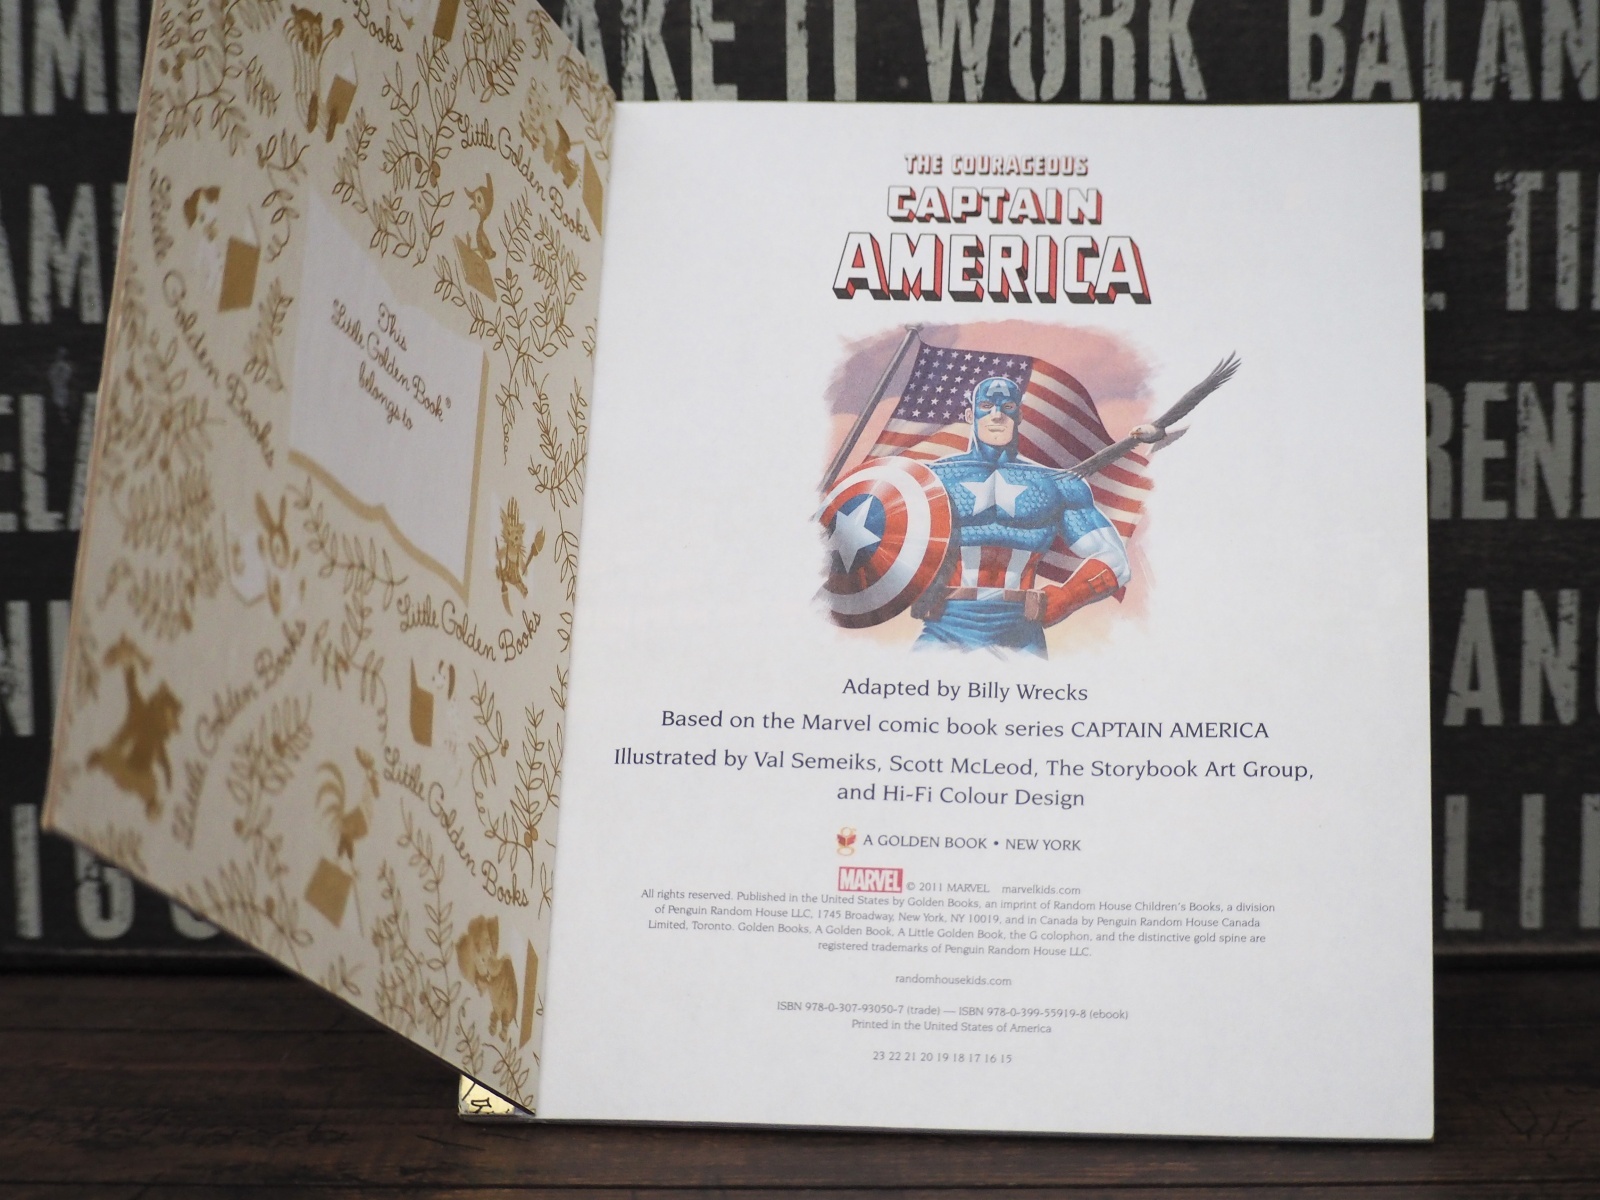 MAKE IT WORK BALAN
Books
Little Golden Books
Little Golden Books
This
Little Golden Book®
belongs to
Little Golden Books
Little Golden Books
Little Golden Books
THE COURAGEOUS
CAPTAIN
AMERICA
Adapted by Billy Wrecks
Based on the Marvel comic book series CAPTAIN AMERICA
Illustrated by Val Semeiks, Scott McLeod, The Storybook Art Group,
and Hi-Fi Colour Design
A GOLDEN BOOK • NEW YORK
MARVEL © 2011 MARVEL marvelkids.com
All rights reserved. Published in the United States by Golden Books, an imprint of Random House Children's Books, a division
of Penguin Random House LLC, 1745 Broadway, New York, NY 10019, and in Canada by Penguin Random House Canada
Limited, Toronto. Golden Books, A Golden Book, A Little Golden Book, the G colophon, and the distinctive gold spine are
registered trademarks of Penguin Random House LLC.
randomhousekids.com
ISBN 978-0-307-93050-7 (trade) — ISBN 978-0-399-55919-8 (ebook)
Printed in the United States of America
23 22 21 20 19 18 17 16 15